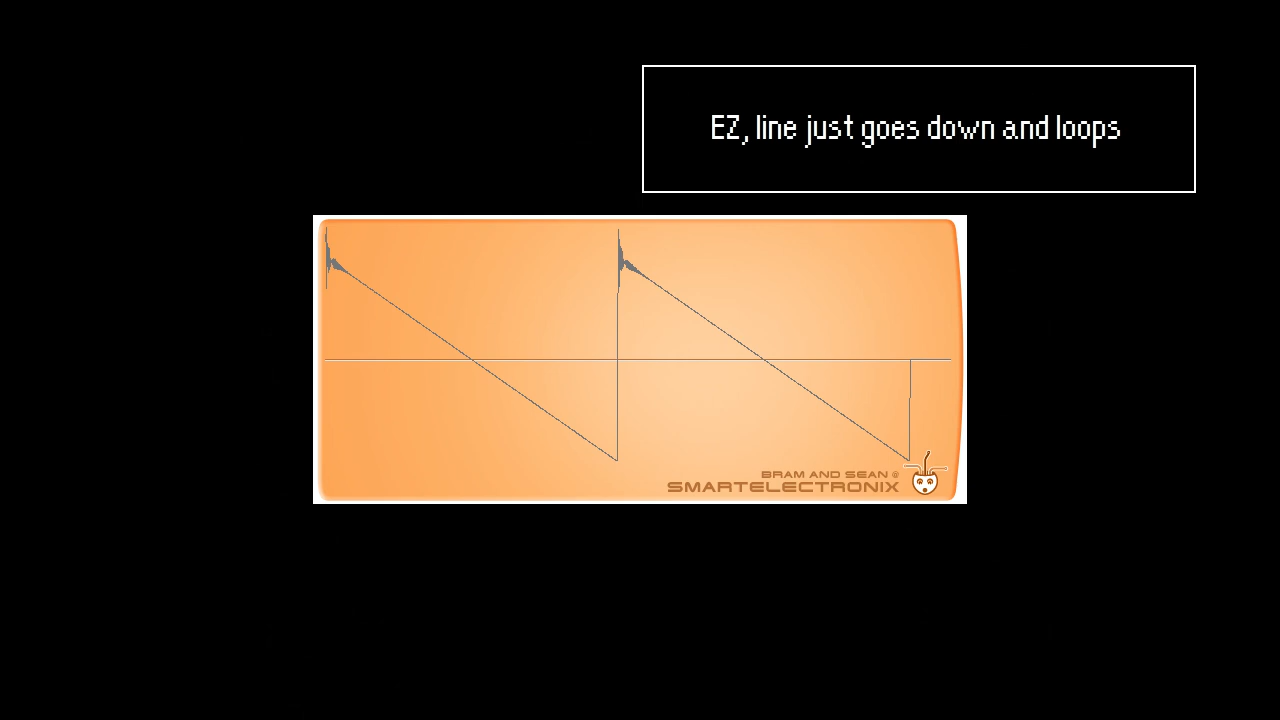 EZ, line just goes down and loops
BRAM AND SEAN @
SMARTELECTRONIX